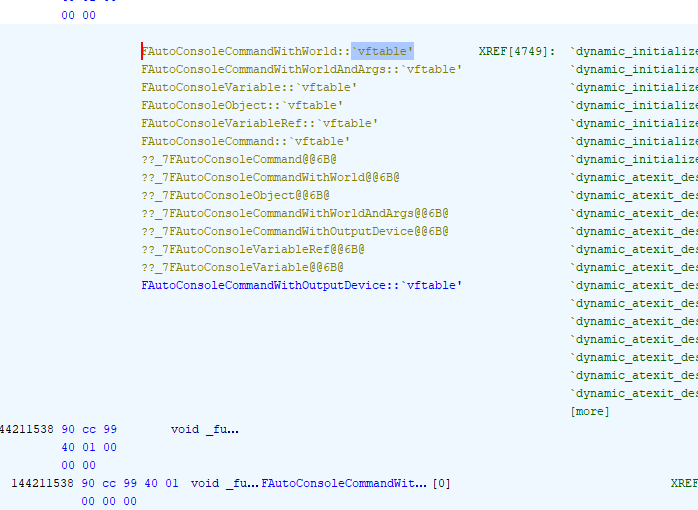 00 00
FAutoConsoleCommandWithWorld::`vftable' XREF[4749]: `dynamic_initialize
FAutoConsoleCommandWithWorldAndArgs::`vftable' `dynamic_initialize
FAutoConsoleVariable::`vftable' `dynamic_initialize
FAutoConsoleObject::`vftable' `dynamic_initialize
FAutoConsoleVariableRef::`vftable' `dynamic_initialize
FAutoConsoleCommand::`vftable' `dynamic_initialize
??_7FAutoConsoleCommand@@6B@ `dynamic_initialize
??_7FAutoConsoleCommandWithWorld@@6B@ `dynamic_atexit_des
??_7FAutoConsoleObject@@6B@ `dynamic_atexit_des
??_7FAutoConsoleCommandWithWorldAndArgs@@6B@ `dynamic_atexit_des
??_7FAutoConsoleCommandWithOutputDevice@@6B@ `dynamic_atexit_des
??_7FAutoConsoleVariableRef@@6B@ `dynamic_atexit_des
??_7FAutoConsoleVariable@@6B@ `dynamic_atexit_des
FAutoConsoleCommandWithOutputDevice::`vftable' `dynamic_atexit_des
`dynamic_atexit_des
`dynamic_atexit_des
`dynamic_atexit_des
`dynamic_atexit_des
`dynamic_atexit_des
[more]
44211538 90 cc 99 void _fu...
40 01 00
00 00
144211538 90 cc 99 40 01 void _fu...FAutoConsoleCommandWit... [0] XREF
00 00 00